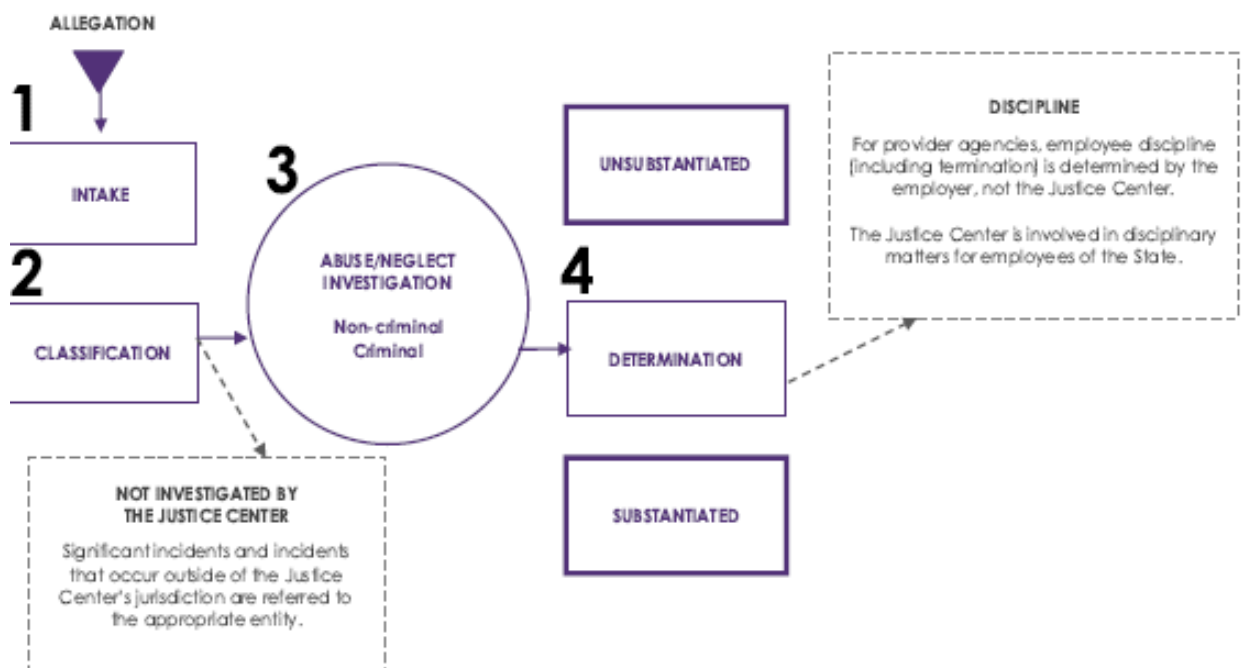 ALLEGATION
1
INTAKE
2
CLASSIFICATION
NOT INVESTIGATED BY
THE JUSTICE CENTER
Significant incidents and incidents
that occur outside of the Justice
Center's jurisdiction are referred to
the appropriate entity.
3
ABUSE/NEGLECT
INVESTIGATION
Non-criminal
Criminal
UNSUBSTANTIATED
4
DETERMINATION
SUBSTANTIATED
DISCIPLINE
For provider agencies, employee discipline
(including termination) is determined by the
employer, not the Justice Center.
The Justice Center is involved in disciplinary
matters for employees of the State.